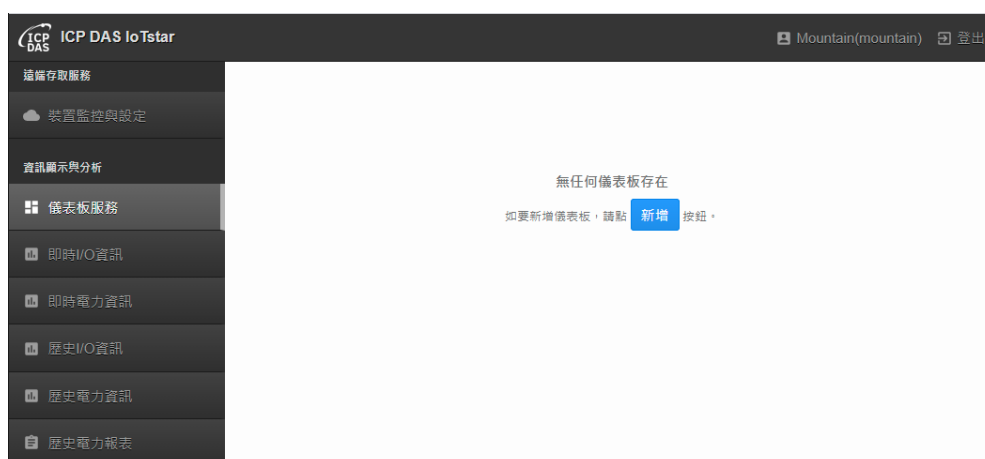 ICP DAS
ICP DAS IoTstar
Mountain(mountain)
登出
遠端存取服務
裝置監控與設定
資訊顯示與分析
儀表板服務
即時I/O資訊
即時電力資訊
歷史I/O資訊
歷史電力資訊
歷史電力報表
無任何儀表板存在
如要新增儀表板，請點 新增 按鈕。